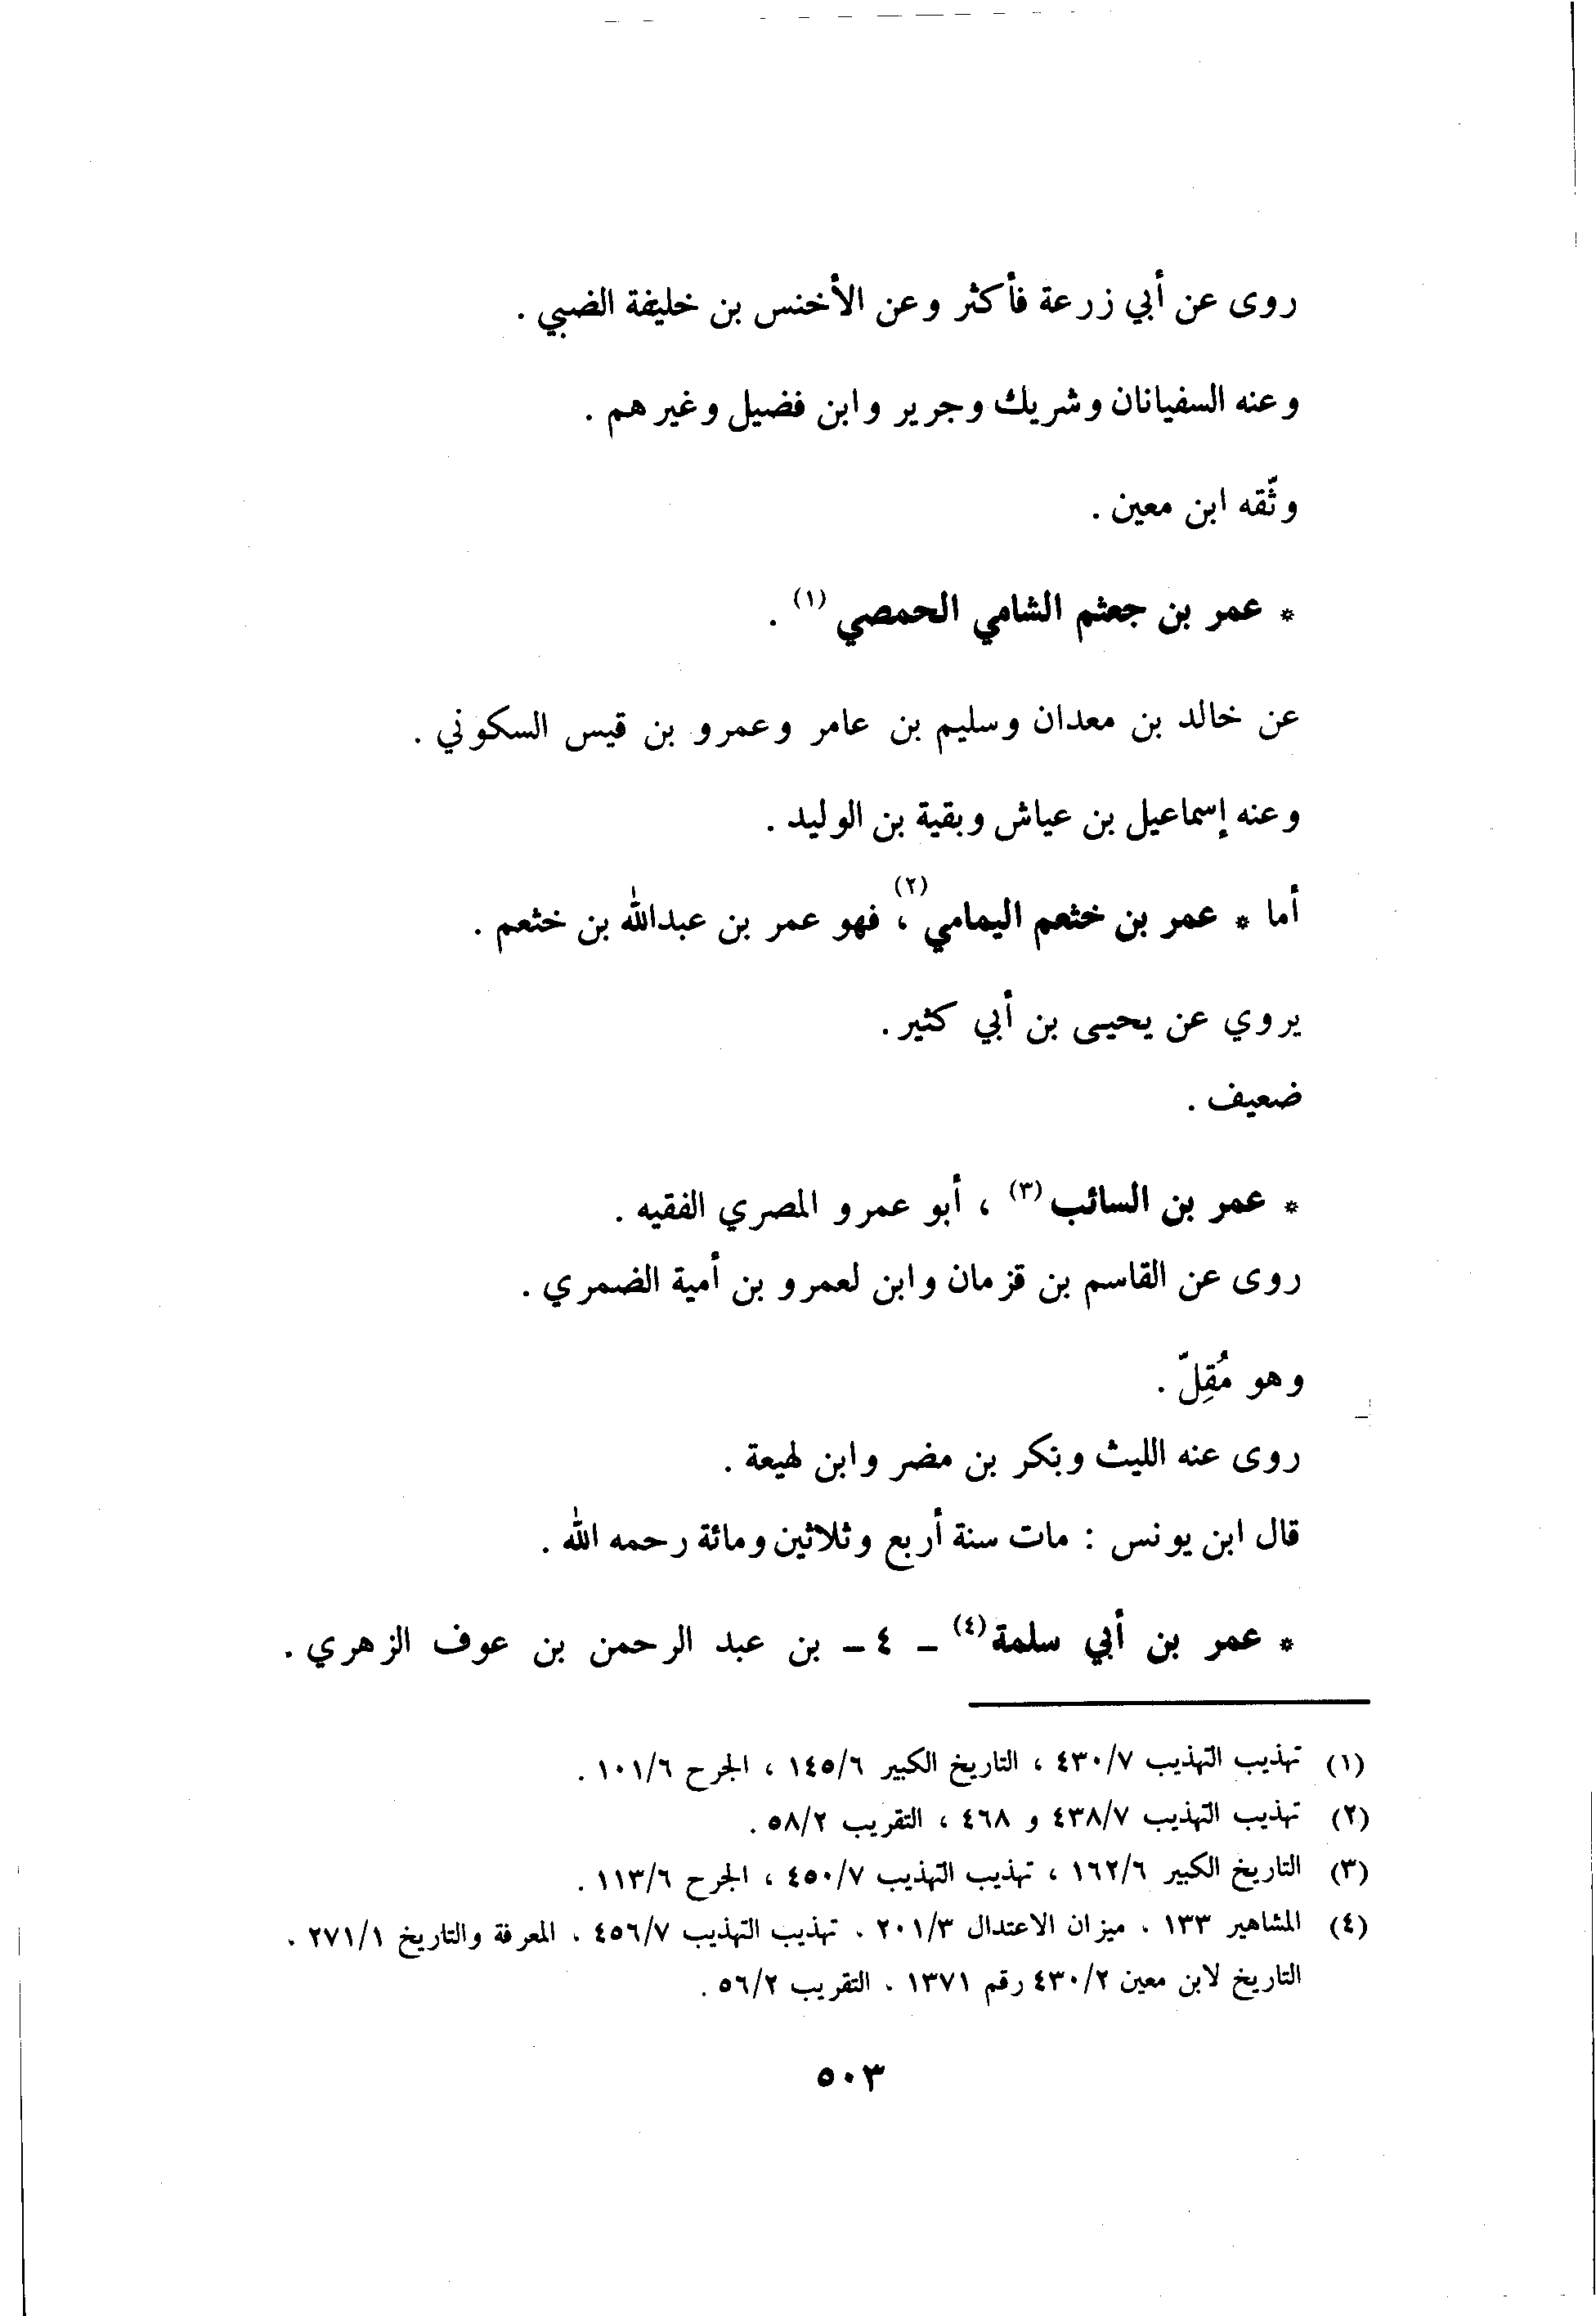 روى عن أبي زرعة فأكثر وعن الأخنس بن خليفة الضبي .
وعنه السفيانان وشريك وجرير وابن فضيل وغيرهم .
وثّقه ابن معين .
* عمر بن جعثم الشامي الحمصي (١) .
عن خالد بن معدان وسليم بن عامر وعمرو بن قيس السكوني .
وعنه إسماعيل بن عياش وبقية بن الوليد .
أما * عمر بن خثعم اليمامي (٢) ، فهو عمر بن عبدالله بن خثعم .
يروي عن يحيى بن أبي كثير .
ضعيف .
* عمر بن السائب (٣) ، أبو عمرو المصري الفقيه .
روى عن القاسم بن قزمان وابن لعمرو بن أمية الضمري .
وهو مُقِلّ .
روى عنه الليث وبكر بن مضر وابن لهيعة .
قال ابن يونس : مات سنة أربع وثلاثين ومائة رحمه الله .
* عمر بن أبي سلمة (٤) – ٤ – بن عبد الرحمن بن عوف الزهري .
(١) تهذيب التهذيب ٤٣٠/٧ ، التاريخ الكبير ١٤٥/٦ ، الجرح ١٠١/٦ .
(٢) تهذيب التهذيب ٤٣٨/٧ و ٤٦٨ ، التقريب ٥٨/٢ .
(٣) التاريخ الكبير ١٦٢/٦ ، تهذيب التهذيب ٤٥٠/٧ ، الجرح ١١٣/٦ .
(٤) المشاهير ١٣٣ ، ميزان الاعتدال ٢٠١/٣ ، تهذيب التهذيب ٤٥٦/٧ ، المعرفة والتاريخ ٢٧١/١ ،
التاريخ لابن معين ٤٣٠/٢ رقم ١٣٧١ ، التقريب ٥٦/٢ .
٥٠٣